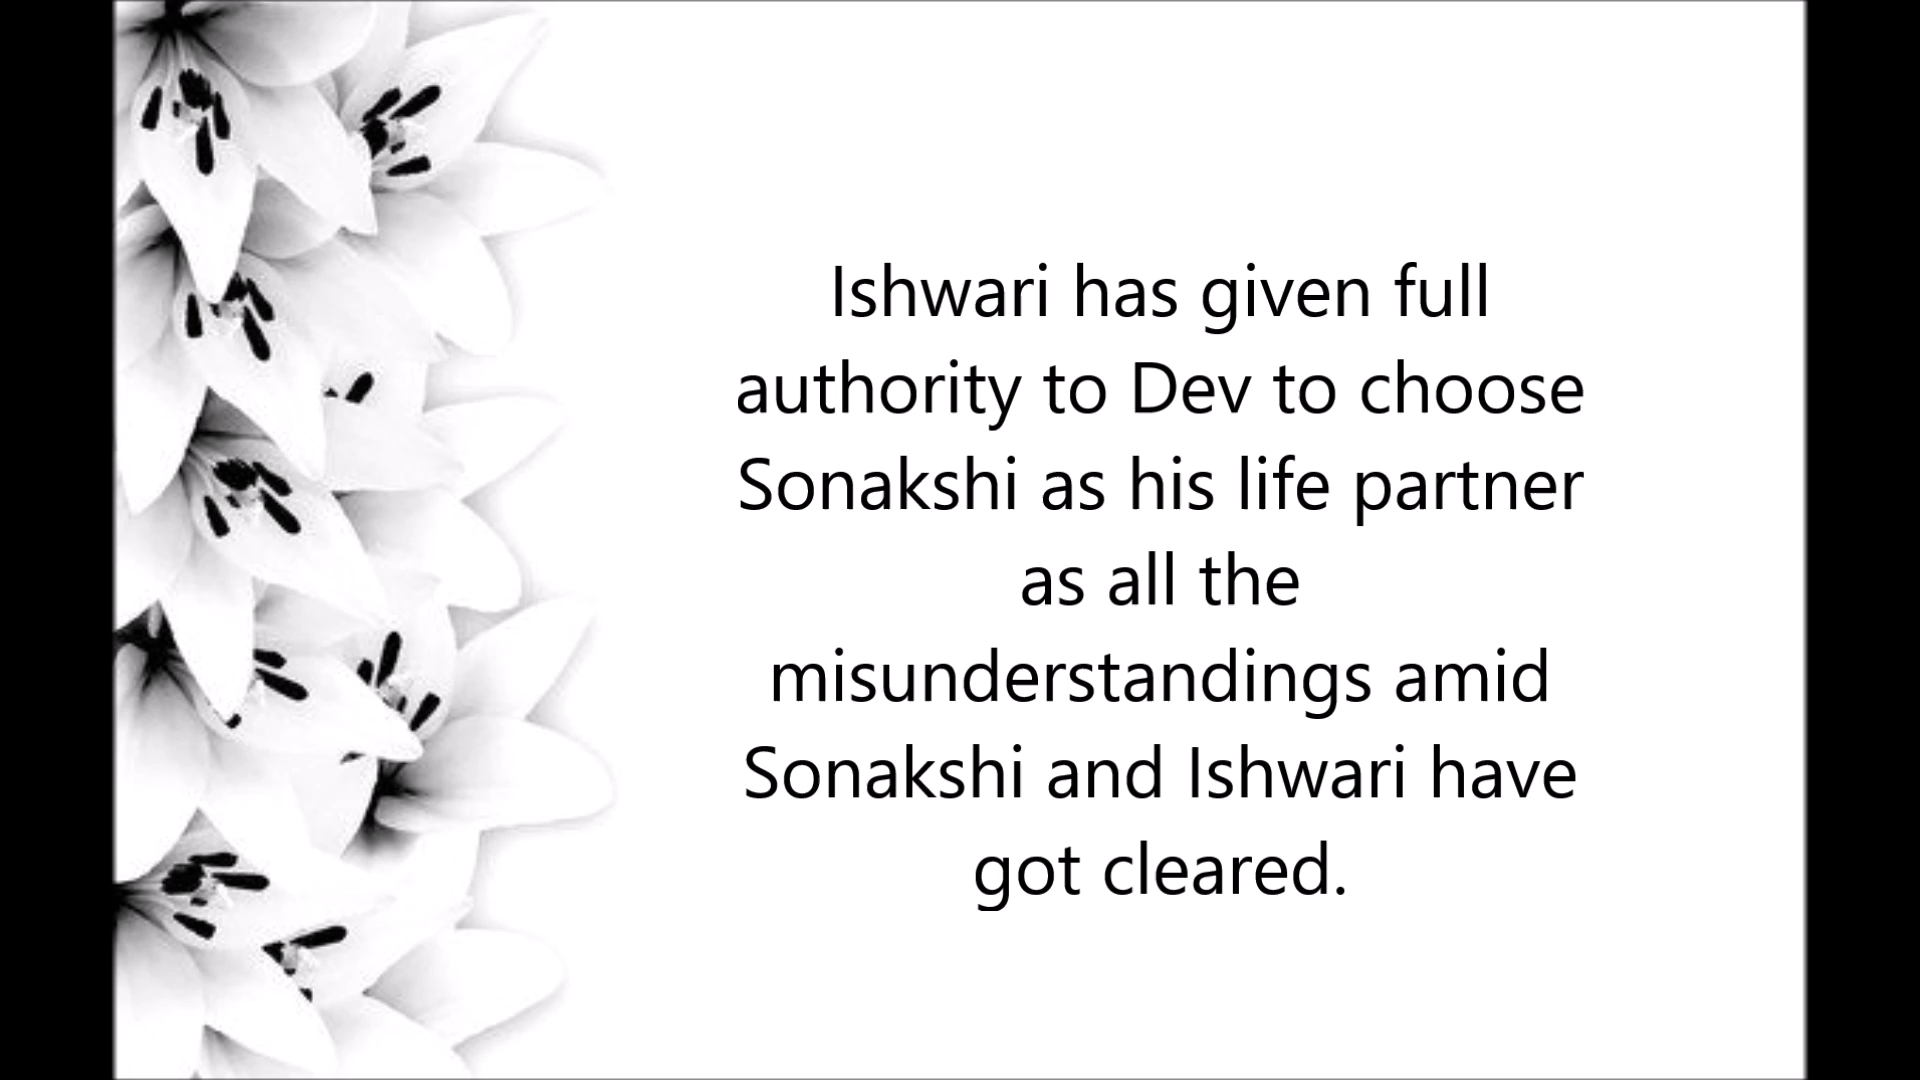 Ishwari has given full
authority to Dev to choose
Sonakshi as his life partner
as all the
misunderstandings amid
Sonakshi and Ishwari have
got cleared.